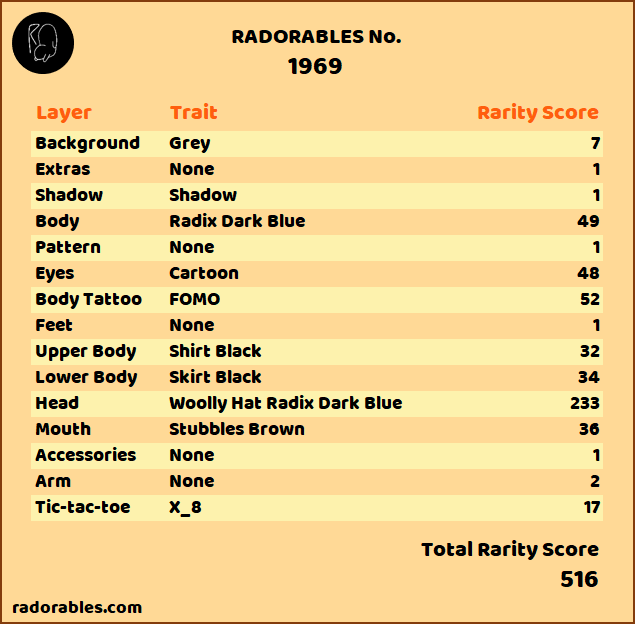 RADORABLES No.
1969
Layer Trait Rarity Score
Background Grey 7
Extras None 1
Shadow Shadow 1
Body Radix Dark Blue 49
Pattern None 1
Eyes Cartoon 48
Body Tattoo FOMO 52
Feet None 1
Upper Body Shirt Black 32
Lower Body Skirt Black 34
Head Woolly Hat Radix Dark Blue 233
Mouth Stubbles Brown 36
Accessories None 1
Arm None 2
Tic-tac-toe X_8 17
Total Rarity Score
516
radorables.com